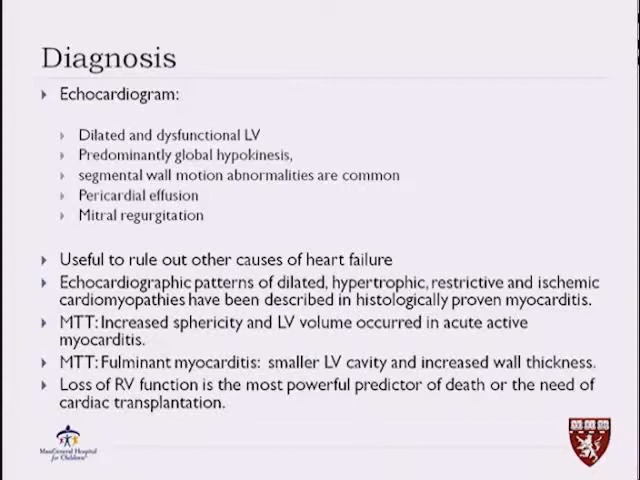 Diagnosis
Echocardiogram:
Dilated and dysfunctional LV
Predominantly global hypokinesis,
segmental wall motion abnormalities are common
Pericardial effusion
Mitral regurgitation
Useful to rule out other causes of heart failure
Echocardiographic patterns of dilated, hypertrophic, restrictive and ischemic
cardiomyopathies have been described in histologically proven myocarditis.
MTT: Increased sphericity and LV volume occurred in acute active
myocarditis.
MTT: Fulminant myocarditis: smaller LV cavity and increased wall thickness.
Loss of RV function is the most powerful predictor of death or the need of
cardiac transplantation.
MassGeneral Hospital
for Children